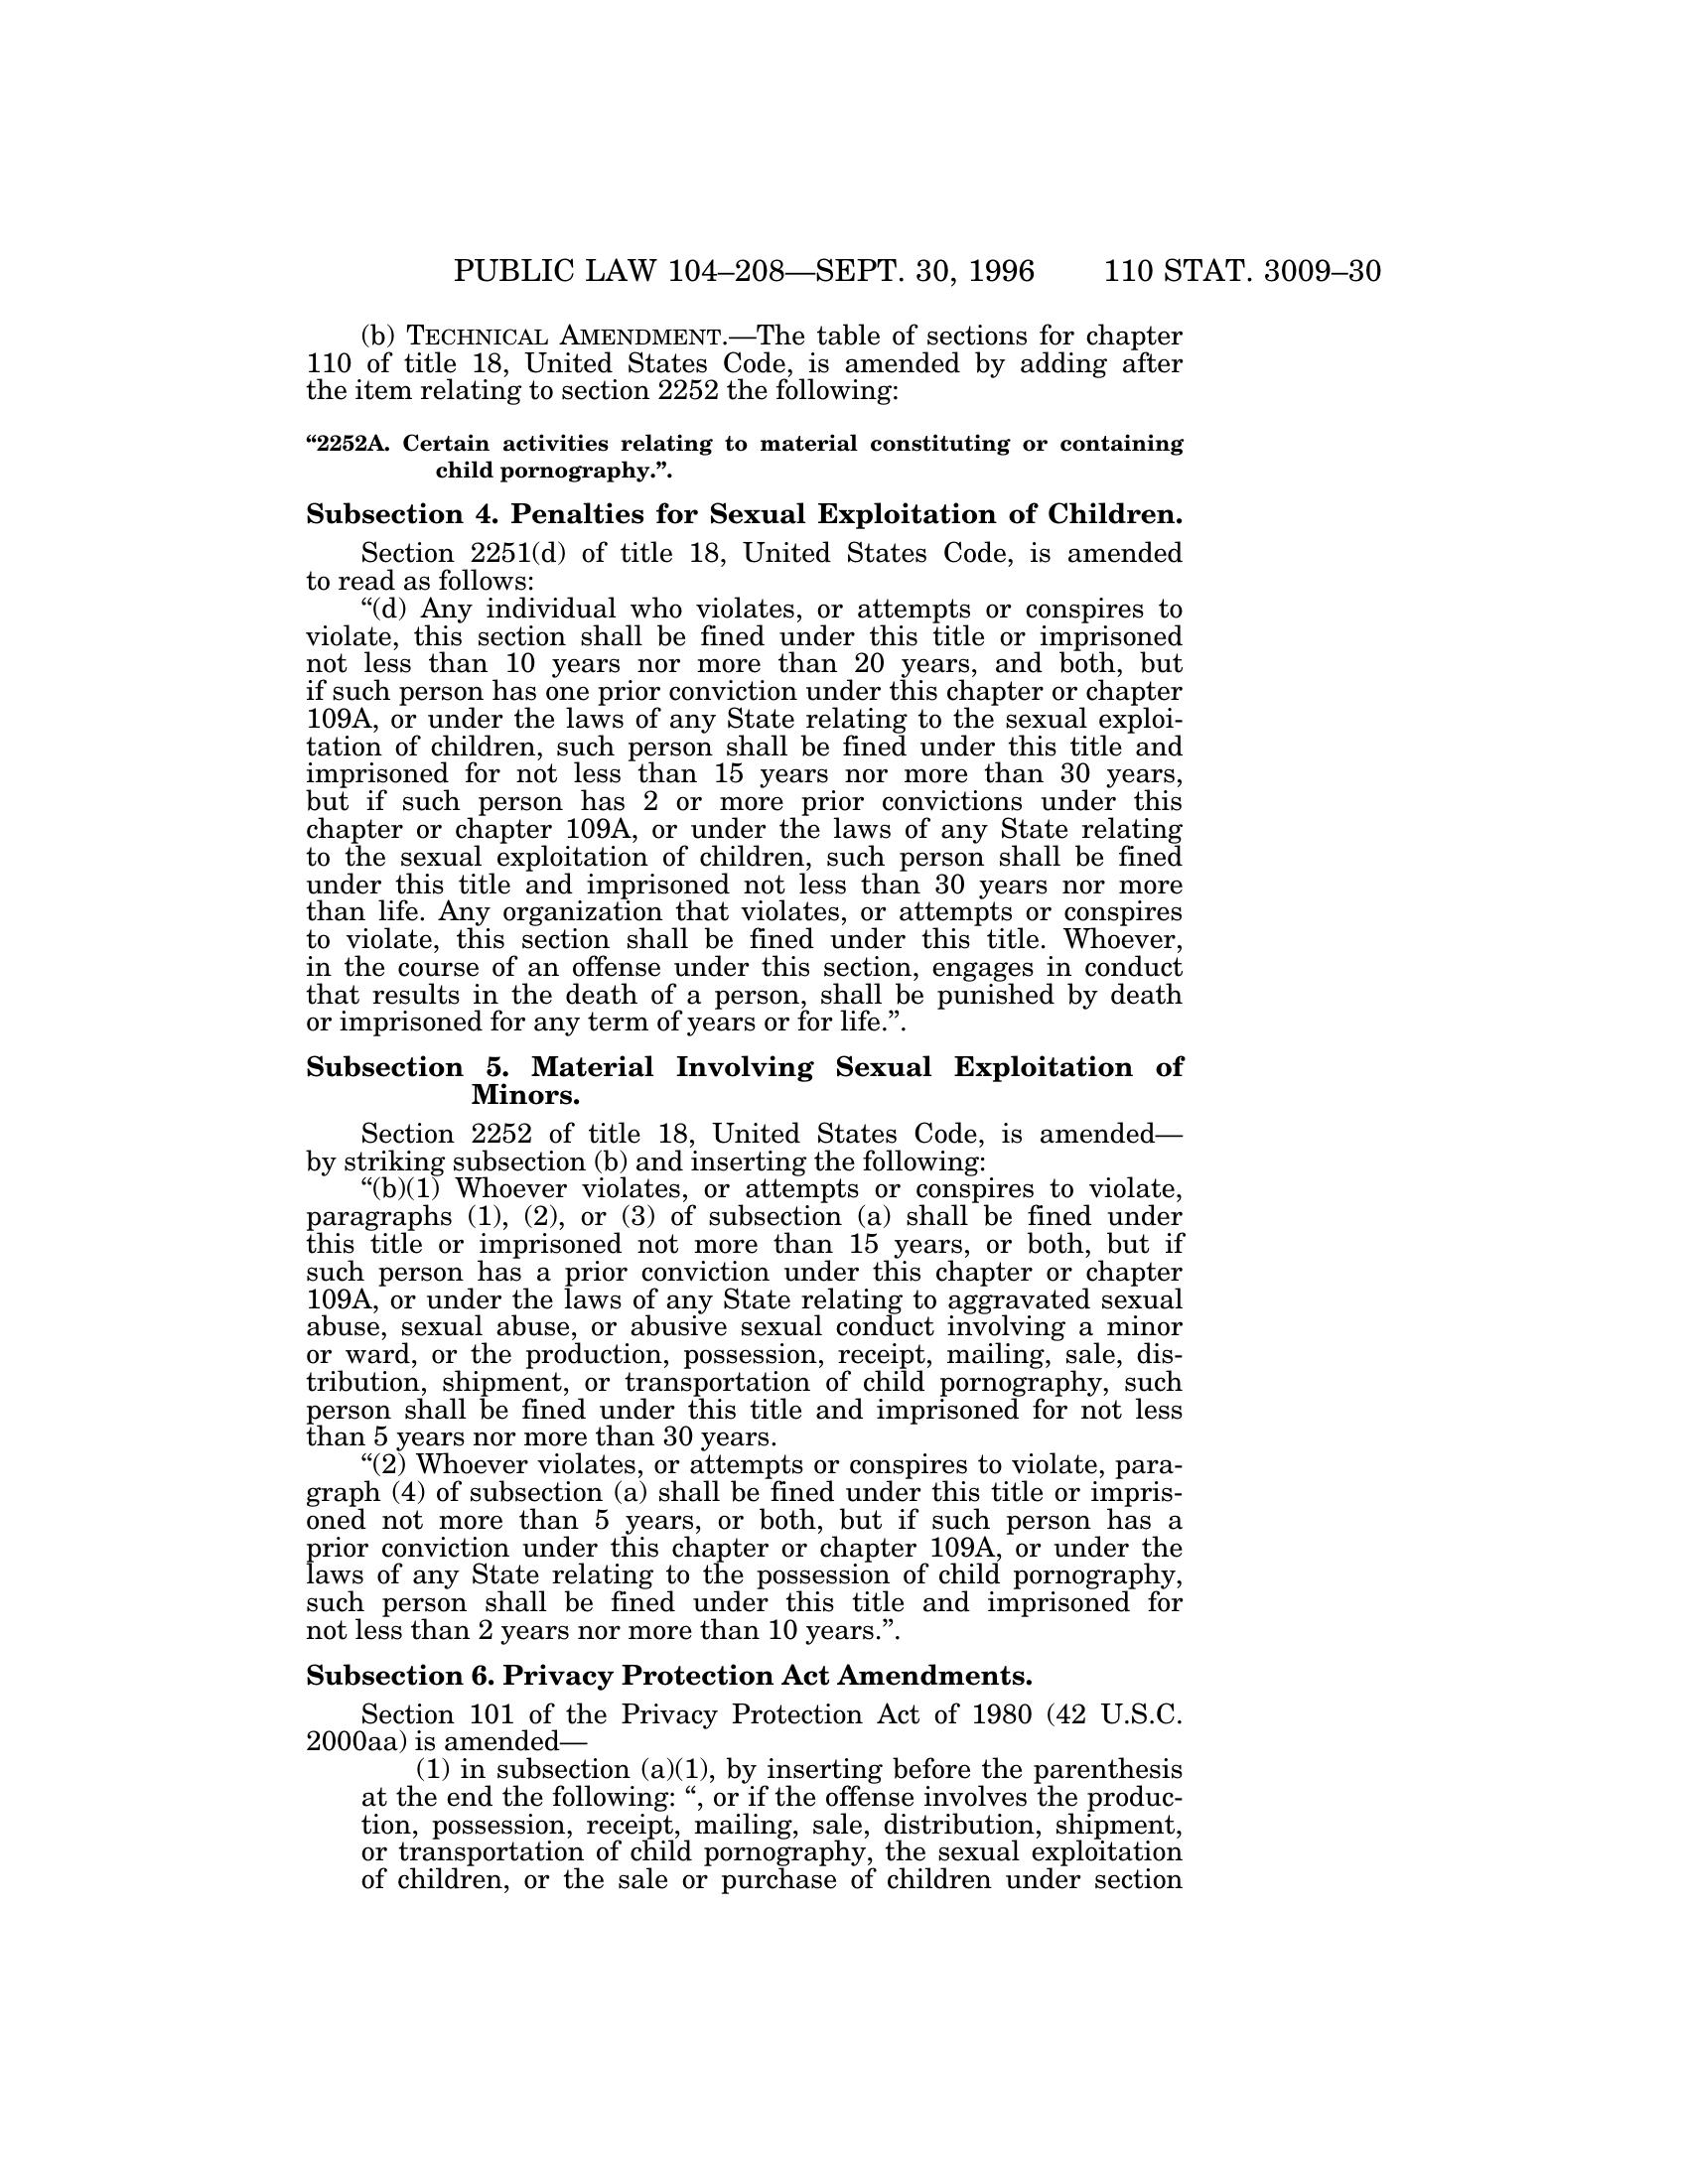 PUBLIC LAW 104–208—SEPT. 30, 1996 110 STAT. 3009–30
(b) TECHNICAL AMENDMENT.—The table of sections for chapter
110 of title 18, United States Code, is amended by adding after
the item relating to section 2252 the following:
“2252A. Certain activities relating to material constituting or containing
child pornography.”.
Subsection 4. Penalties for Sexual Exploitation of Children.
Section 2251(d) of title 18, United States Code, is amended
to read as follows:
“(d) Any individual who violates, or attempts or conspires to
violate, this section shall be fined under this title or imprisoned
not less than 10 years nor more than 20 years, and both, but
if such person has one prior conviction under this chapter or chapter
109A, or under the laws of any State relating to the sexual exploi-
tation of children, such person shall be fined under this title and
imprisoned for not less than 15 years nor more than 30 years,
but if such person has 2 or more prior convictions under this
chapter or chapter 109A, or under the laws of any State relating
to the sexual exploitation of children, such person shall be fined
under this title and imprisoned not less than 30 years nor more
than life. Any organization that violates, or attempts or conspires
to violate, this section shall be fined under this title. Whoever,
in the course of an offense under this section, engages in conduct
that results in the death of a person, shall be punished by death
or imprisoned for any term of years or for life.”.
Subsection 5. Material Involving Sexual Exploitation of
Minors.
Section 2252 of title 18, United States Code, is amended—
by striking subsection (b) and inserting the following:
“(b)(1) Whoever violates, or attempts or conspires to violate,
paragraphs (1), (2), or (3) of subsection (a) shall be fined under
this title or imprisoned not more than 15 years, or both, but if
such person has a prior conviction under this chapter or chapter
109A, or under the laws of any State relating to aggravated sexual
abuse, sexual abuse, or abusive sexual conduct involving a minor
or ward, or the production, possession, receipt, mailing, sale, dis-
tribution, shipment, or transportation of child pornography, such
person shall be fined under this title and imprisoned for not less
than 5 years nor more than 30 years.
“(2) Whoever violates, or attempts or conspires to violate, para-
graph (4) of subsection (a) shall be fined under this title or impris-
oned not more than 5 years, or both, but if such person has a
prior conviction under this chapter or chapter 109A, or under the
laws of any State relating to the possession of child pornography,
such person shall be fined under this title and imprisoned for
not less than 2 years nor more than 10 years.”.
Subsection 6. Privacy Protection Act Amendments.
Section 101 of the Privacy Protection Act of 1980 (42 U.S.C.
2000aa) is amended—
(1) in subsection (a)(1), by inserting before the parenthesis
at the end the following: “, or if the offense involves the produc-
tion, possession, receipt, mailing, sale, distribution, shipment,
or transportation of child pornography, the sexual exploitation
of children, or the sale or purchase of children under section